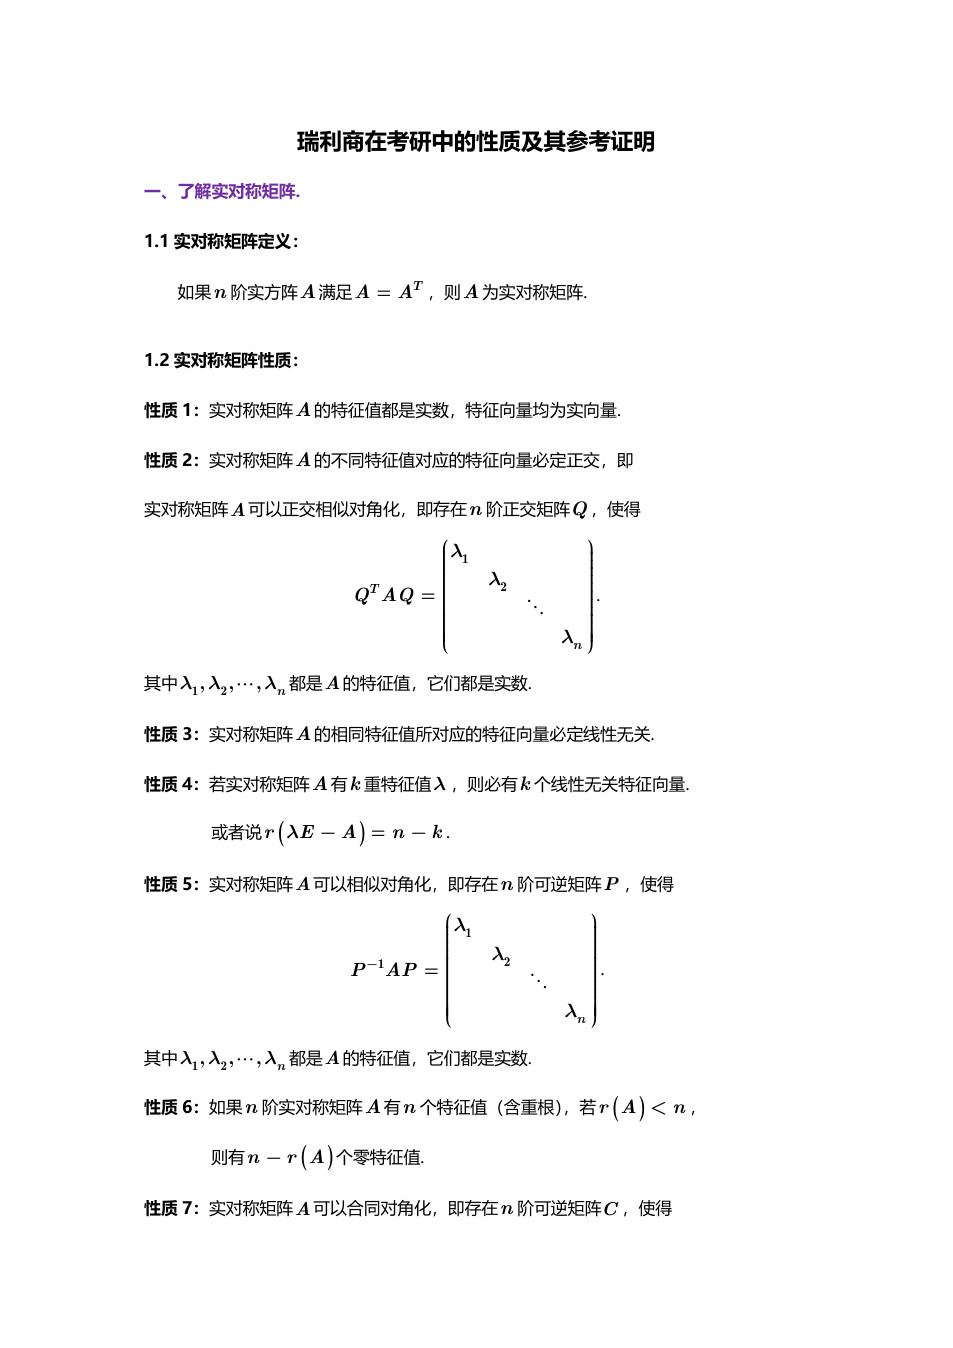 瑞利商在考研中的性质及其参考证明
一、了解实对称矩阵.
1.1 实对称矩阵定义：
如果 n 阶实方阵 A 满足 A = A^T ，则 A 为实对称矩阵.
1.2 实对称矩阵性质：
性质 1：实对称矩阵 A 的特征值都是实数，特征向量均为实向量.
性质 2：实对称矩阵 A 的不同特征值对应的特征向量必定正交，即
实对称矩阵 A 可以正交相似对角化，即存在 n 阶正交矩阵 Q ，使得
λ_1
λ_2
Q^T A Q = ⋱ .
λ_n
其中 λ_1, λ_2, ⋯, λ_n 都是 A 的特征值，它们都是实数.
性质 3：实对称矩阵 A 的相同特征值所对应的特征向量必定线性无关.
性质 4：若实对称矩阵 A 有 k 重特征值 λ ，则必有 k 个线性无关特征向量.
或者说 r(λE − A) = n − k .
性质 5：实对称矩阵 A 可以相似对角化，即存在 n 阶可逆矩阵 P ，使得
λ_1
λ_2
P^{-1} A P = ⋱ .
λ_n
其中 λ_1, λ_2, ⋯, λ_n 都是 A 的特征值，它们都是实数.
性质 6：如果 n 阶实对称矩阵 A 有 n 个特征值（含重根），若 r(A) < n ，
则有 n − r(A) 个零特征值.
性质 7：实对称矩阵 A 可以合同对角化，即存在 n 阶可逆矩阵 C ，使得